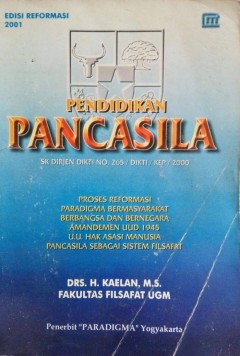 EDISI REFORMASI
2001
PENDIDIKAN
PANCASILA
SK DIRJEN DIKTI NO. 265 / DIKTI / KEP / 2000
PROSES REFORMASI
PARADIGMA BERMASYARAKAT
BERBANGSA DAN BERNEGARA
AMANDEMEN UUD 1945
U.U. HAK ASASI MANUSIA
PANCASILA SEBAGAI SISTEM FILSAFAT
DRS. H. KAELAN, M.S.
FAKULTAS FILSAFAT UGM
Penerbit "PARADIGMA" Yogyakarta